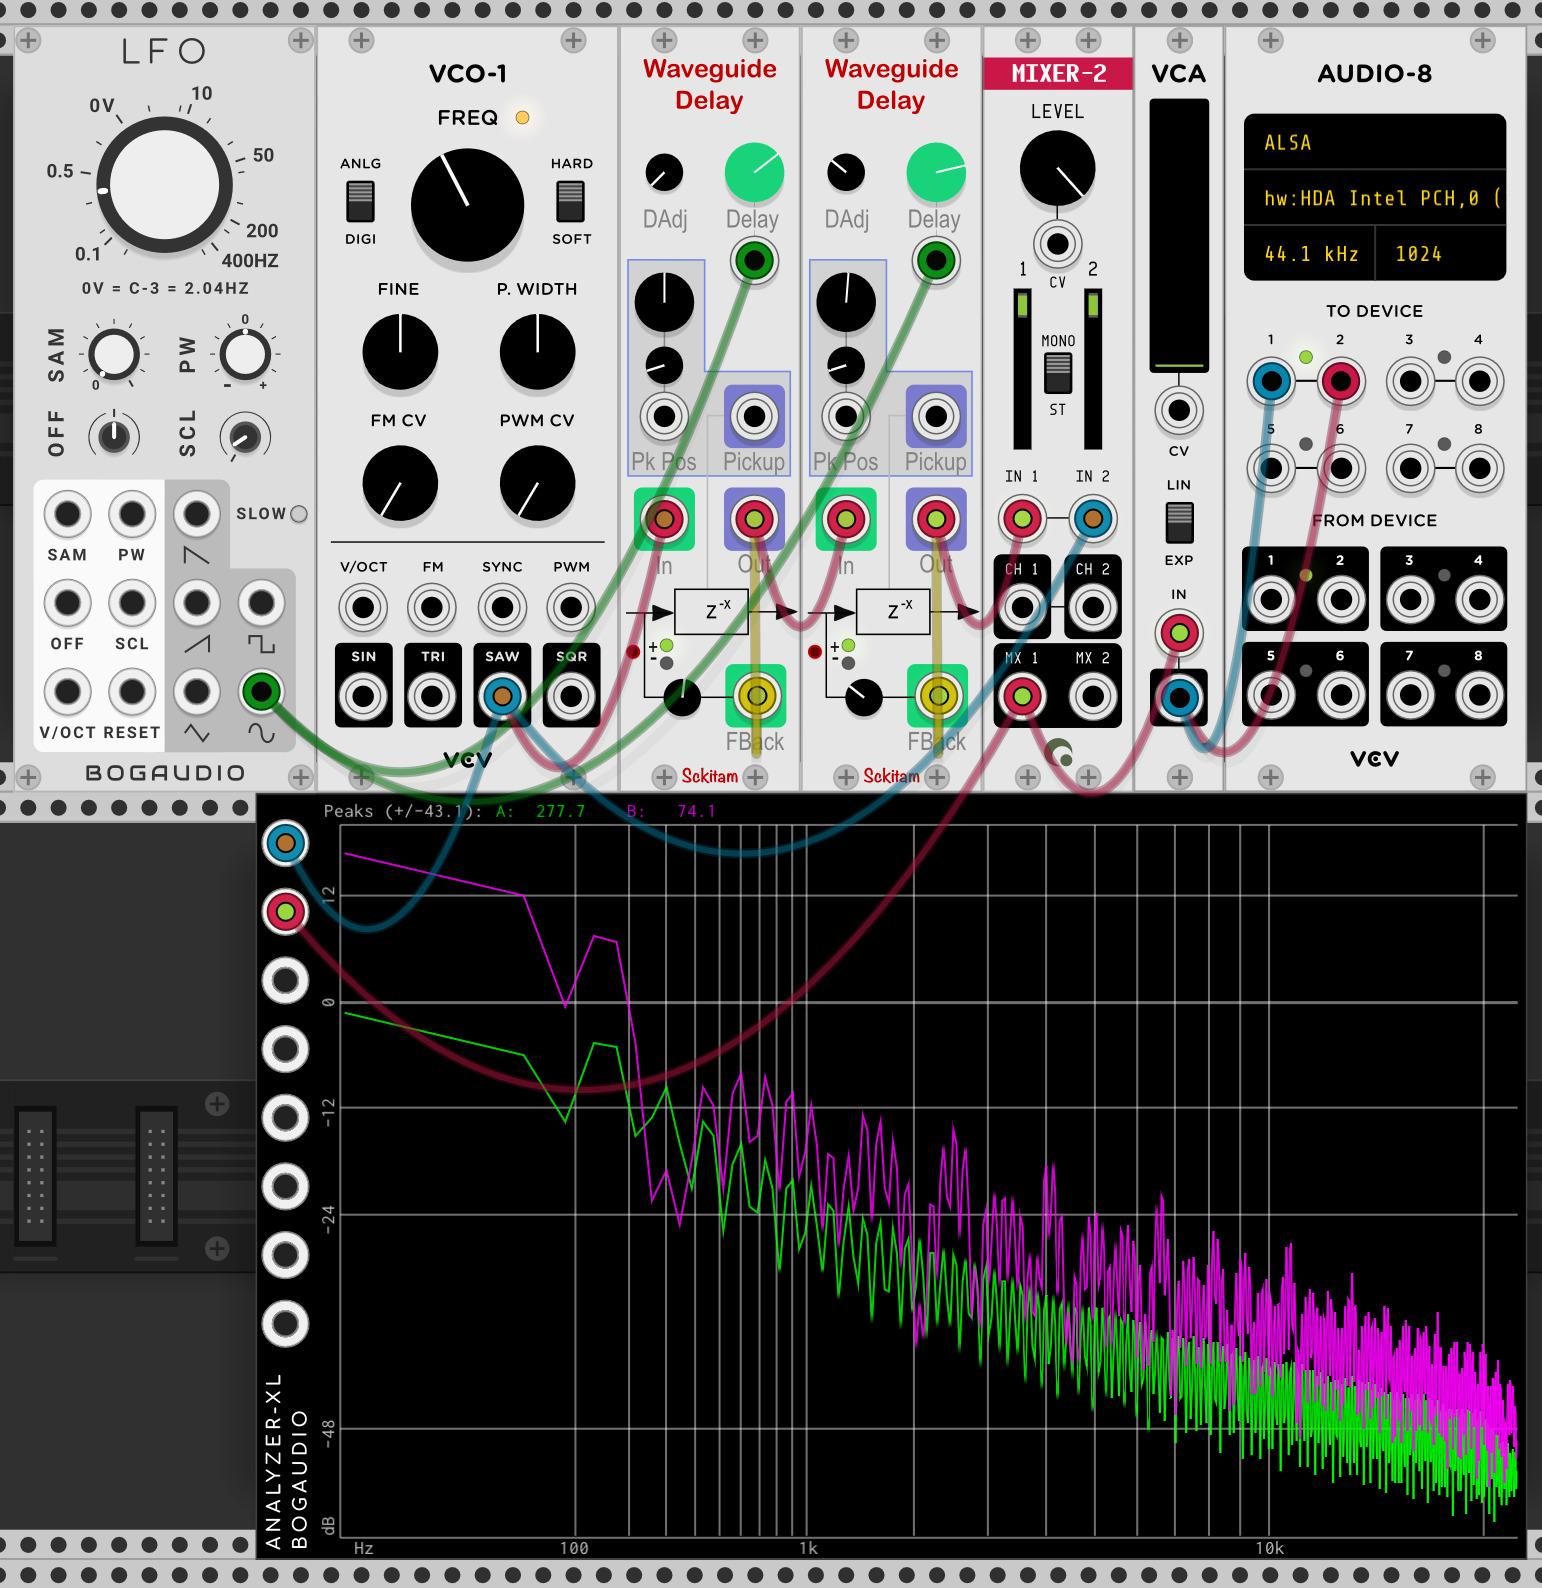 LFO
0V
10
0.5
50
0.1
200
400HZ
0V = C-3 = 2.04HZ
SAM
0
PW
0
- +
OFF
SCL
SLOW
SAM PW
OFF SCL
V/OCT RESET
BOGAUDIO
VCO-1
FREQ
ANLG
DIGI
HARD
SOFT
FINE P. WIDTH
FM CV PWM CV
V/OCT FM SYNC PWM
SIN TRI SAW SQR
VCV
Waveguide
Delay
DAdj Delay
Pk Pos Pickup
In Out
z-x
+
-
FBack
Sckitam
Waveguide
Delay
DAdj Delay
Pk Pos Pickup
In Out
z-x
+
-
FBack
Sckitam
MIXER-2
LEVEL
1 2
CV
MONO
ST
IN 1 IN 2
CH 1 CH 2
MX 1 MX 2
VCA
CV
LIN
EXP
IN
AUDIO-8
ALSA
hw:HDA Intel PCH,0 (
44.1 kHz 1024
TO DEVICE
1 2 3 4
5 6 7 8
FROM DEVICE
1 2 3 4
5 6 7 8
VCV
Peaks (+/-43.1): A: 277.7 B: 74.1
12
0
-12
-24
-48
dB
Hz 100 1k 10k
ANALYZER-XL
BOGAUDIO